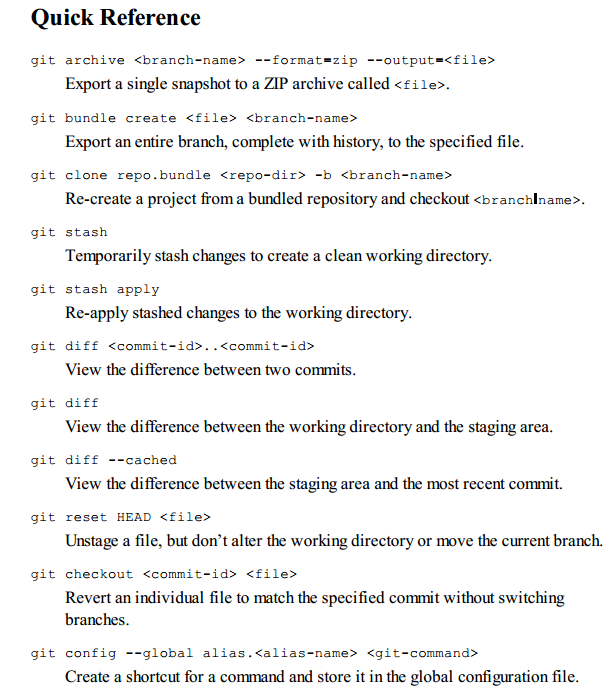 Quick Reference
git archive <branch-name> --format=zip --output=<file>
Export a single snapshot to a ZIP archive called <file>.
git bundle create <file> <branch-name>
Export an entire branch, complete with history, to the specified file.
git clone repo.bundle <repo-dir> -b <branch-name>
Re-create a project from a bundled repository and checkout <branch-name>.
git stash
Temporarily stash changes to create a clean working directory.
git stash apply
Re-apply stashed changes to the working directory.
git diff <commit-id>..<commit-id>
View the difference between two commits.
git diff
View the difference between the working directory and the staging area.
git diff --cached
View the difference between the staging area and the most recent commit.
git reset HEAD <file>
Unstage a file, but don’t alter the working directory or move the current branch.
git checkout <commit-id> <file>
Revert an individual file to match the specified commit without switching
branches.
git config --global alias.<alias-name> <git-command>
Create a shortcut for a command and store it in the global configuration file.